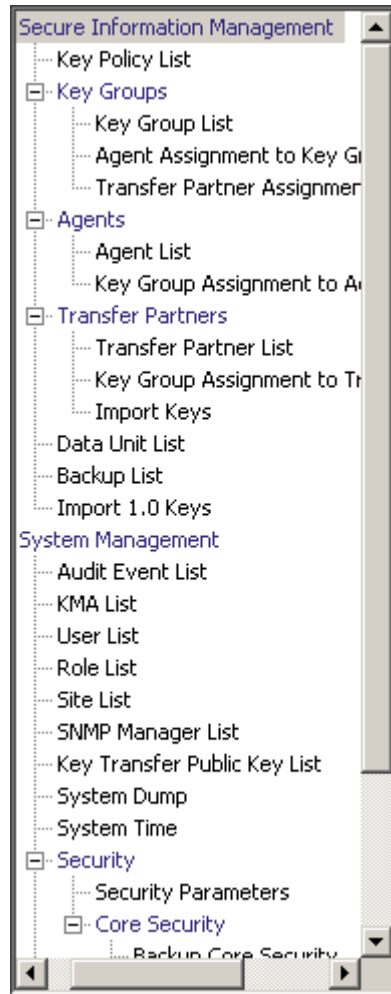 Secure Information Management
Key Policy List
Key Groups
Key Group List
Agent Assignment to Key Gr
Transfer Partner Assignmen
Agents
Agent List
Key Group Assignment to A
Transfer Partners
Transfer Partner List
Key Group Assignment to Tr
Import Keys
Data Unit List
Backup List
Import 1.0 Keys
System Management
Audit Event List
KMA List
User List
Role List
Site List
SNMP Manager List
Key Transfer Public Key List
System Dump
System Time
Security
Security Parameters
Core Security
Backup Core Security